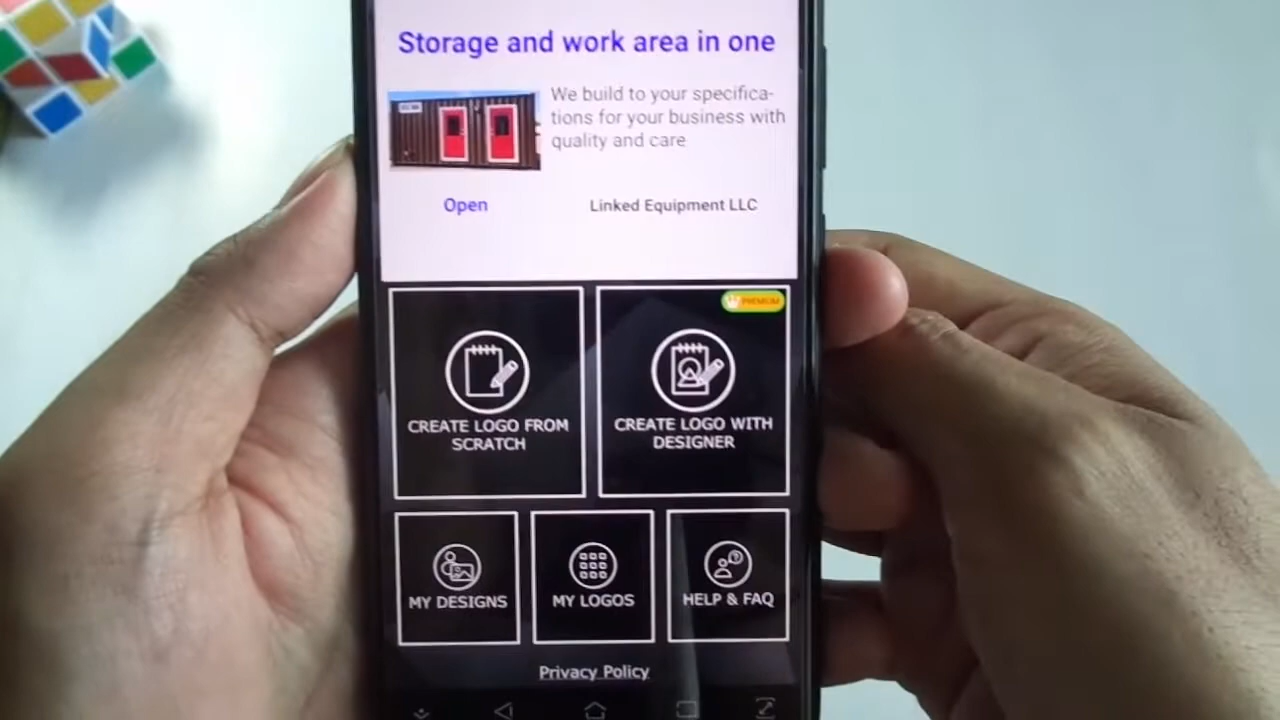 Storage and work area in one
We build to your specifica-
tions for your business with
quality and care
Open
Linked Equipment LLC
PREMIUM
CREATE LOGO FROM
SCRATCH
CREATE LOGO WITH
DESIGNER
MY DESIGNS
MY LOGOS
HELP & FAQ
Privacy Policy